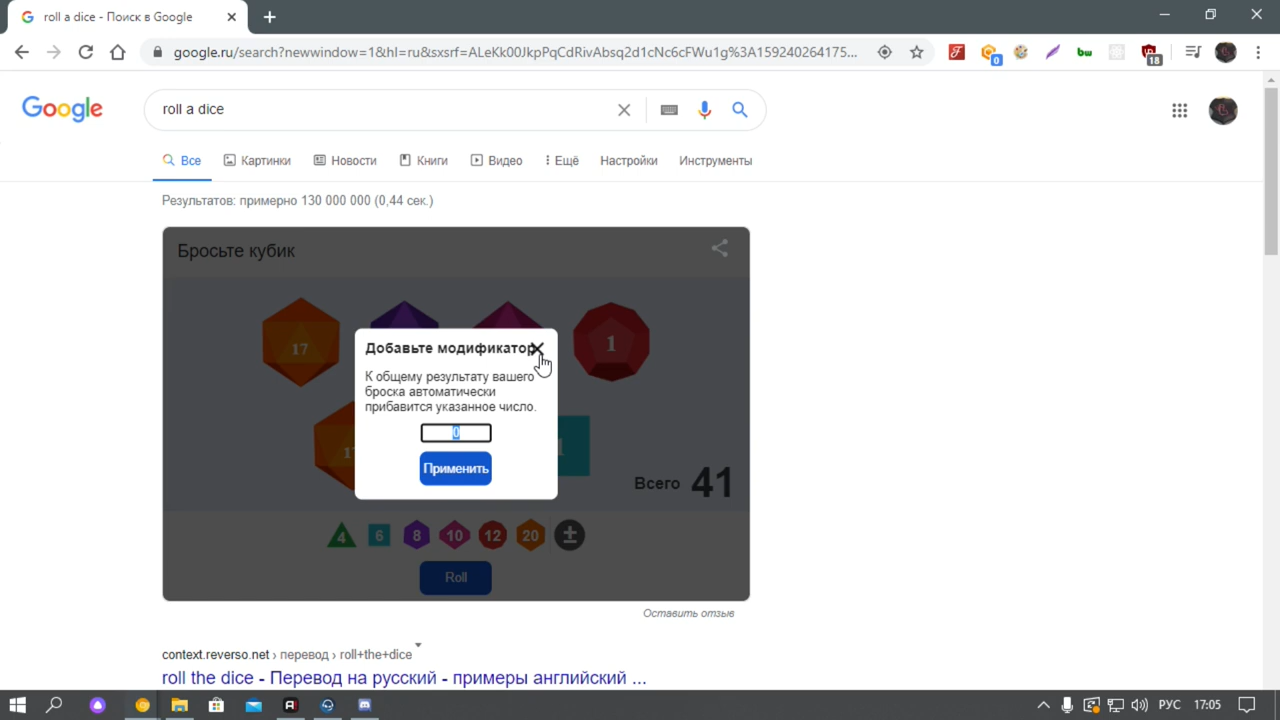 roll a dice - Поиск в Google
google.ru/search?newwindow=1&hl=ru&sxsrf=ALeKk00JkpPqCdRivAbsq2d1cNc6cFWu1g%3A159240264175...
0
bw
18
Google
roll a dice
Все
Картинки
Новости
Книги
Видео
Ещё
Настройки
Инструменты
Результатов: примерно 130 000 000 (0,44 сек.)
Бросьте кубик
17
1
Добавьте модификатор
К общему результату вашего
броска автоматически
прибавится указанное число.
0
Применить
1
Всего 41
4 6 8 10 12 20 ±
Roll
Оставить отзыв
context.reverso.net › перевод › roll+the+dice
roll the dice - Перевод на русский - примеры английский ...
РУС
17:05